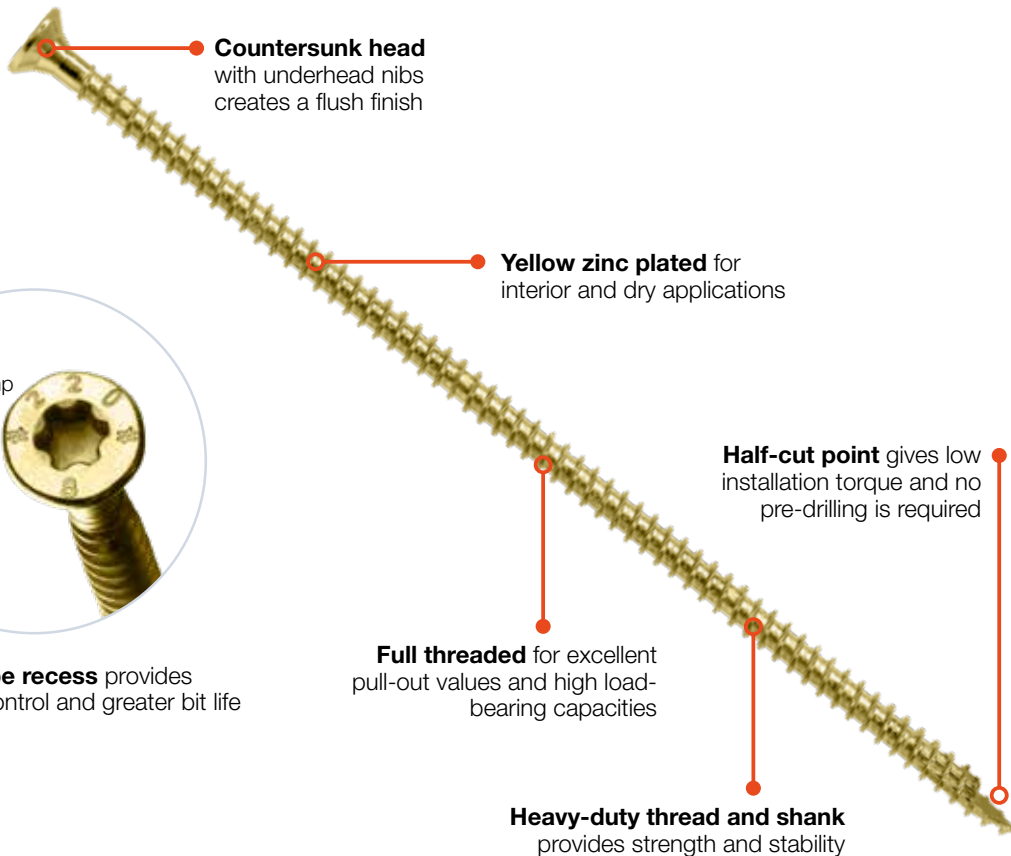 Countersunk head
with underhead nibs
creates a flush finish
Yellow zinc plated for
interior and dry applications
220
8
Half-cut point gives low
installation torque and no
pre-drilling is required
Full threaded for excellent
pull-out values and high load-
bearing capacities
recess provides
and greater bit life
Heavy-duty thread and shank
provides strength and stability